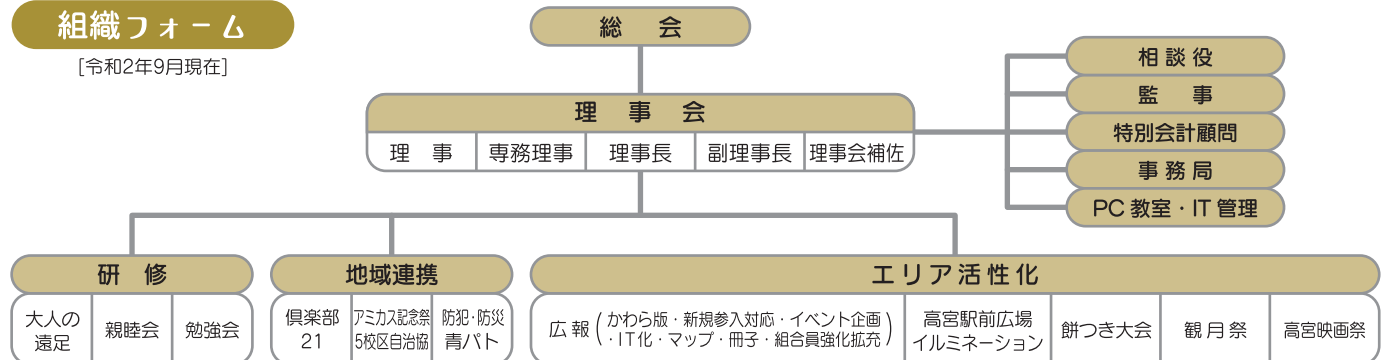 組織フォーム
[令和2年9月現在]
総 会
理 事 会
理 事
専務理事
理事長
副理事長
理事会補佐
相 談 役
監 事
特別会計顧問
事 務 局
PC 教室・IT 管理
研 修
大人の
遠足
親睦会
勉強会
地域連携
倶楽部
21
アミカス記念祭
5校区自治協
防犯・防災
青パト
エリア活性化
広 報 (かわら版・新規参入対応・イベント企画
・IT化・マップ・冊子・組合員強化拡充)
高宮駅前広場
イルミネーション
餅つき大会
観 月 祭
高宮映画祭